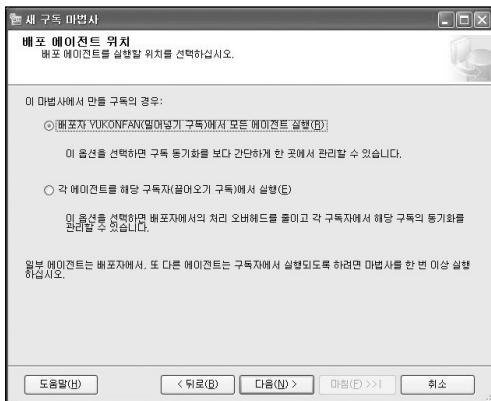 새 구독 마법사
배포 에이전트 위치
배포 에이전트를 실행할 위치를 선택하십시오.
이 마법사에서 만들 구독의 경우:
배포자 YUKONFAN(밀어넣기 구독)에서 모든 에이전트 실행(R)
이 옵션을 선택하면 구독 동기화를 보다 간단하게 한 곳에서 관리할 수 있습니다.
각 에이전트를 해당 구독자(끌어오기 구독)에서 실행(E)
이 옵션을 선택하면 배포자에서의 처리 오버헤드를 줄이고 각 구독자에서 해당 구독의 동기화를
관리할 수 있습니다.
일부 에이전트는 배포자에서, 또 다른 에이전트는 구독자에서 실행되도록 하려면 마법사를 한 번 이상 실행
하십시오.
도움말(H) < 뒤로(B) 다음(N) > 마침(F) >>| 취소